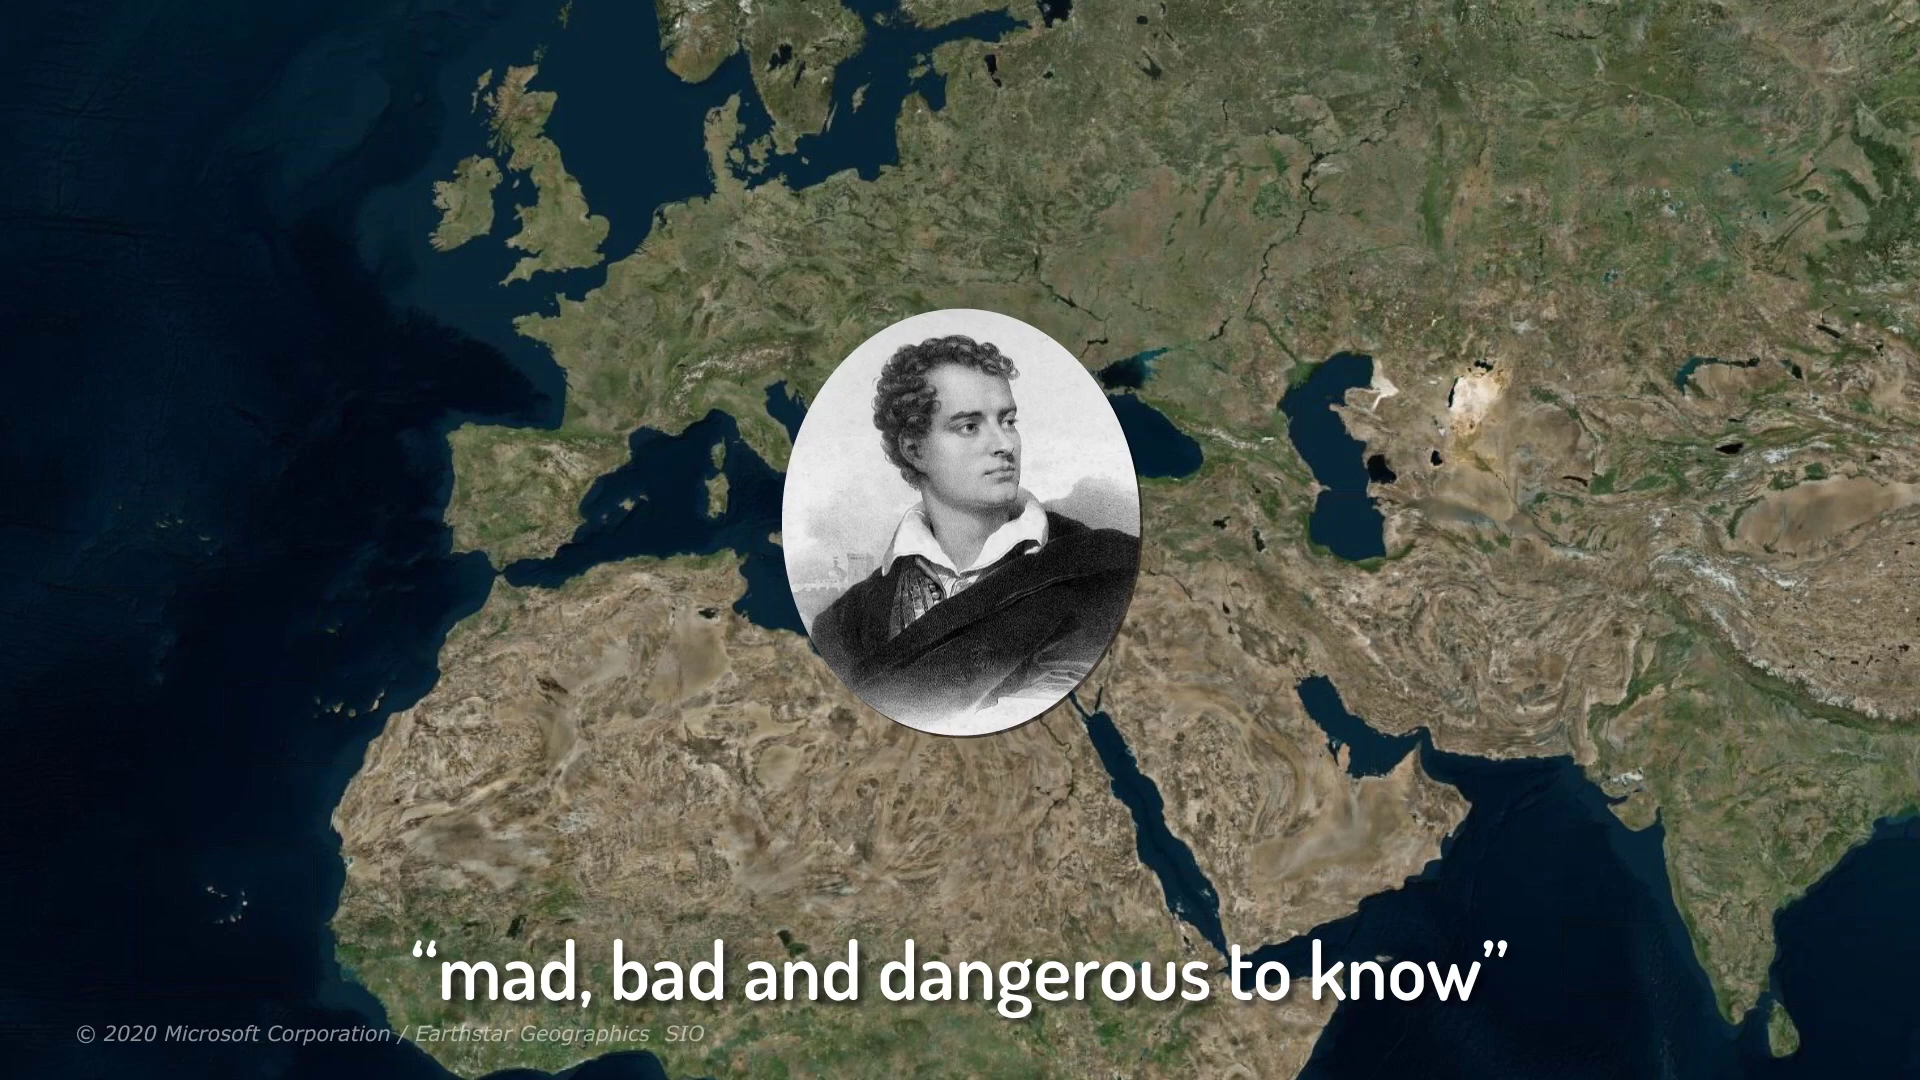 “mad, bad and dangerous to know”
© 2020 Microsoft Corporation / Earthstar Geographics  SIO